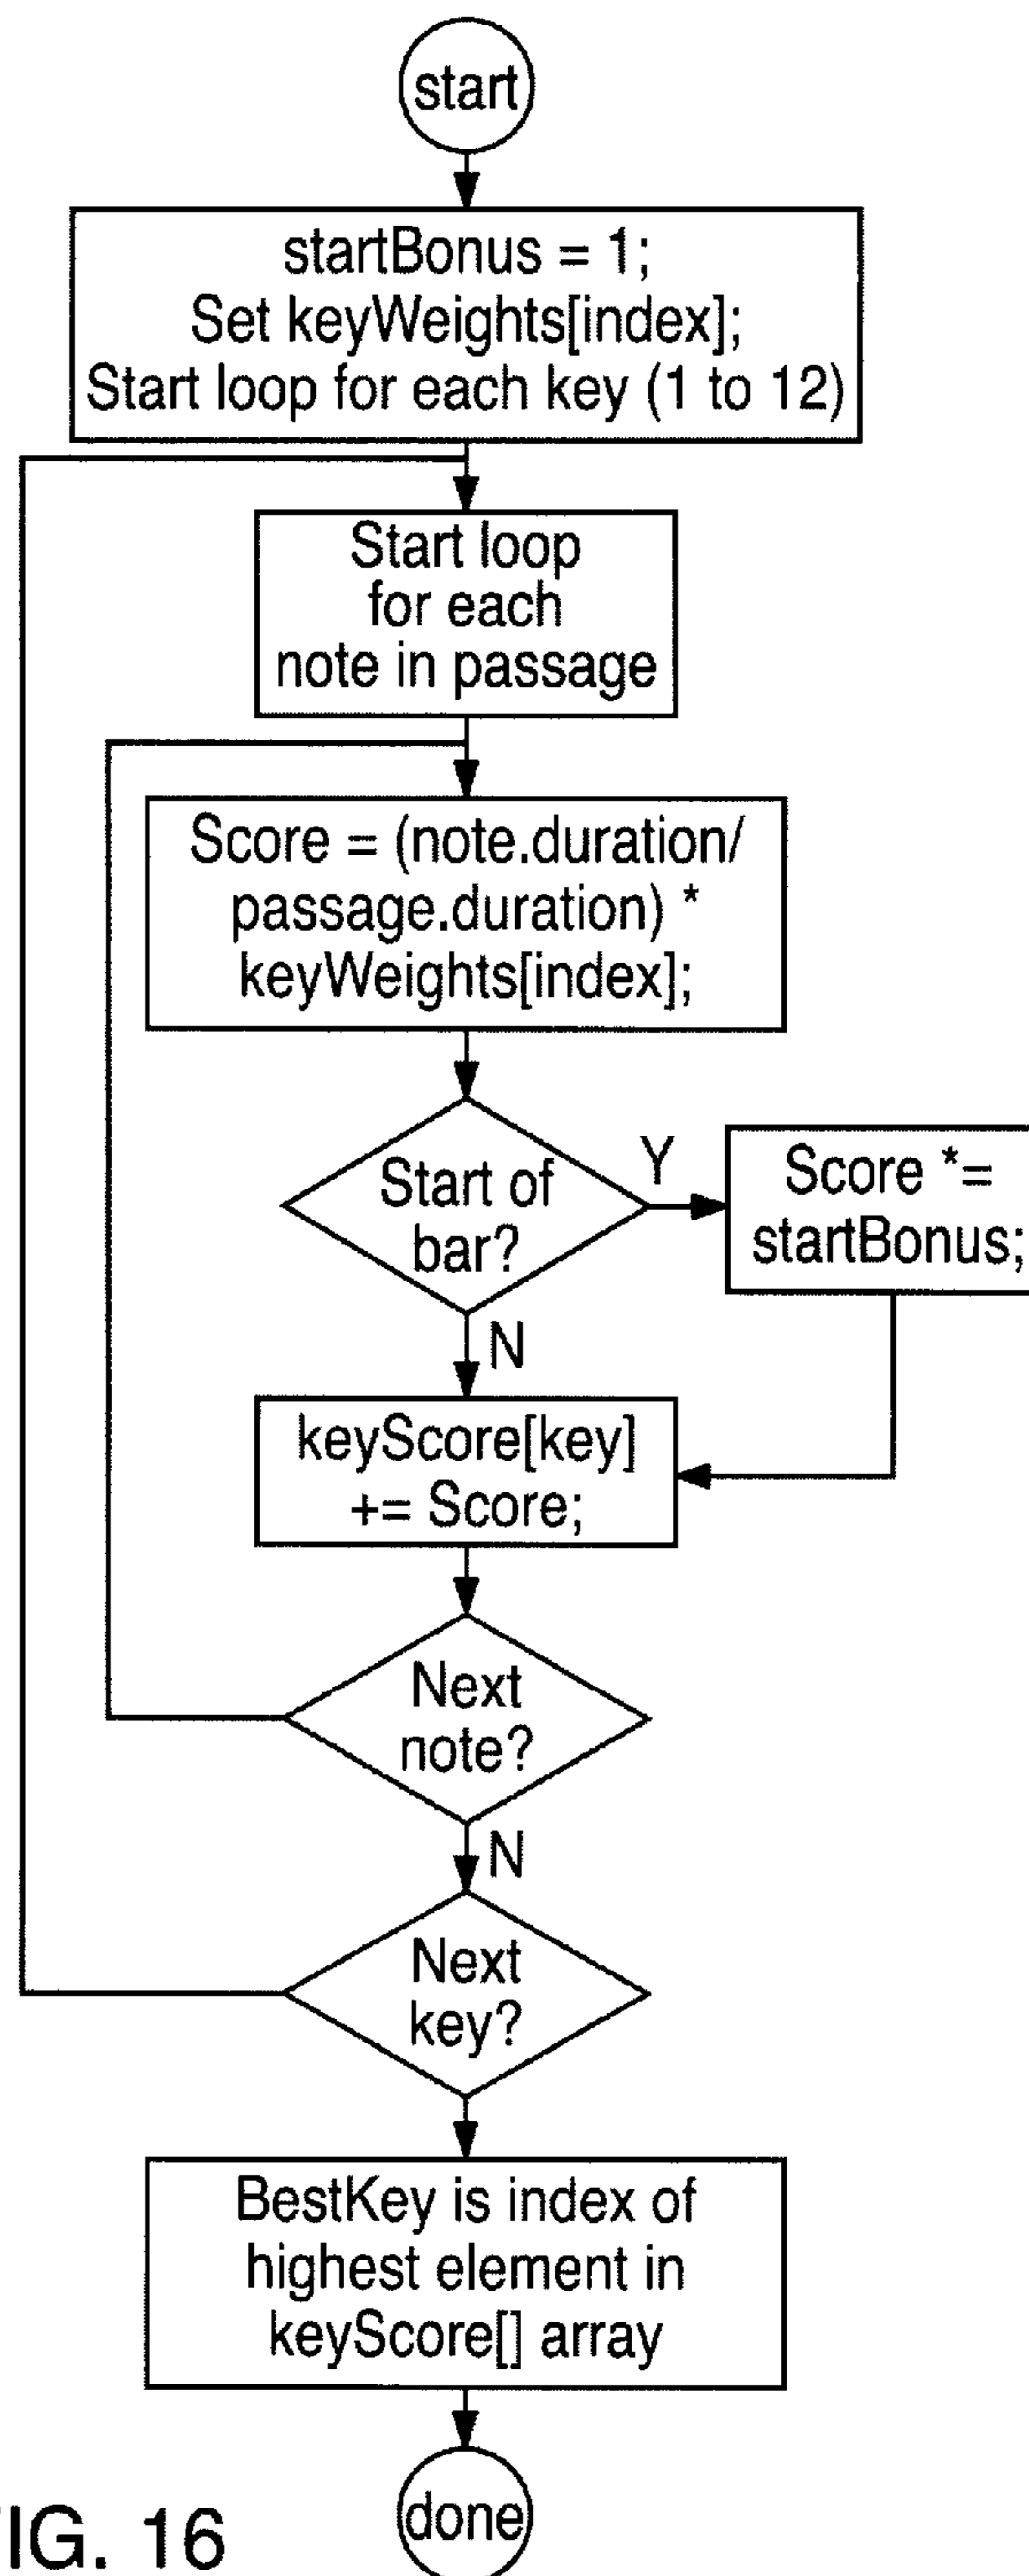 start
startBonus = 1;
Set keyWeights[index];
Start loop for each key (1 to 12)
Start loop
for each
note in passage
Score = (note.duration/
passage.duration) *
keyWeights[index];
Start of
bar?
Y
Score *=
startBonus;
N
keyScore[key]
+= Score;
Next
note?
N
Next
key?
BestKey is index of
highest element in
keyScore[] array
done
IG. 16